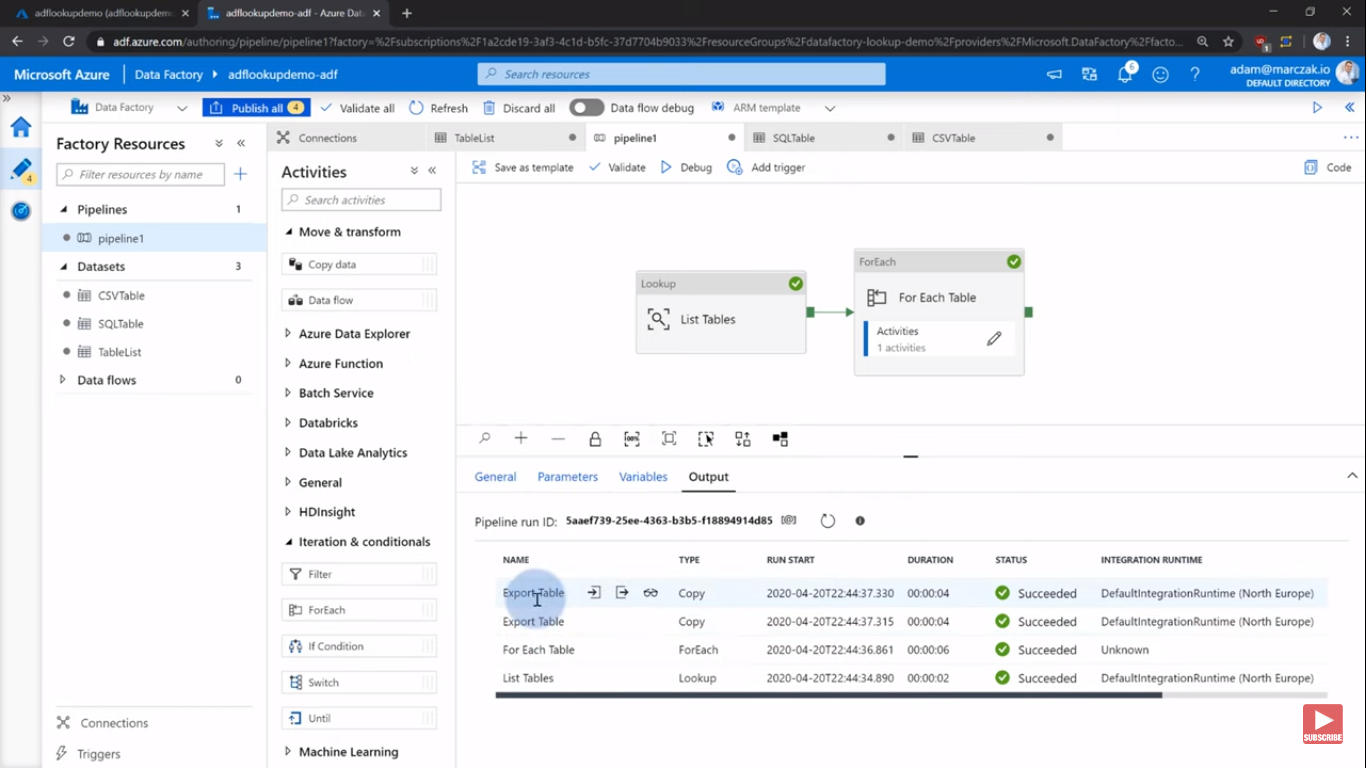 adflookupdemo (adflookupdem
adflookupdemo-adf - Azure Data
adf.azure.com/authoring/pipeline/pipeline1?factory=%2Fsubscriptions%2F1a2cde19-3af3-4c1d-b5fc-37d7704b9033%2FresourceGroups%2Fdatafactory-lookup-demo%2Fproviders%2FMicrosoft.DataFactory%2Ffacto...
Microsoft Azure
Data Factory
adflookupdemo-adf
Search resources
6
adam@marczak.io
DEFAULT DIRECTORY
Data Factory
Publish all 4
Validate all
Refresh
Discard all
Data flow debug
ARM template
4
Factory Resources
Filter resources by name
Pipelines 1
pipeline1
Datasets 3
CSVTable
SQLTable
TableList
Data flows 0
Connections
Triggers
Connections
TableList
pipeline1
SQLTable
CSVTable
Activities
Search activities
Move & transform
Copy data
Data flow
Azure Data Explorer
Azure Function
Batch Service
Databricks
Data Lake Analytics
General
HDInsight
Iteration & conditionals
Filter
ForEach
If Condition
Switch
Until
Machine Learning
Save as template
Validate
Debug
Add trigger
Code
Lookup
List Tables
ForEach
For Each Table
Activities
1 activities
100%
General Parameters Variables Output
Pipeline run ID: 5aaef739-25ee-4363-b3b5-f18894914d85
NAME TYPE RUN START DURATION STATUS INTEGRATION RUNTIME
Export Table Copy 2020-04-20T22:44:37.330 00:00:04 Succeeded DefaultIntegrationRuntime (North Europe)
Export Table Copy 2020-04-20T22:44:37.315 00:00:04 Succeeded DefaultIntegrationRuntime (North Europe)
For Each Table ForEach 2020-04-20T22:44:36.861 00:00:06 Succeeded Unknown
List Tables Lookup 2020-04-20T22:44:34.890 00:00:02 Succeeded DefaultIntegrationRuntime (North Europe)
SUBSCRIBE